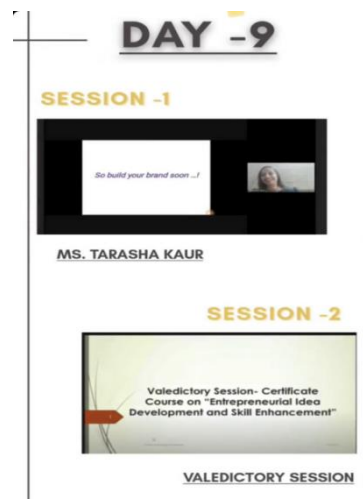 DAY -9
SESSION -1
So build your brand soon ..!
MS. TARASHA KAUR
SESSION -2
Valedictory Session- Certificate
Course on “Entrepreneurial Idea
Development and Skill Enhancement”
VALEDICTORY SESSION